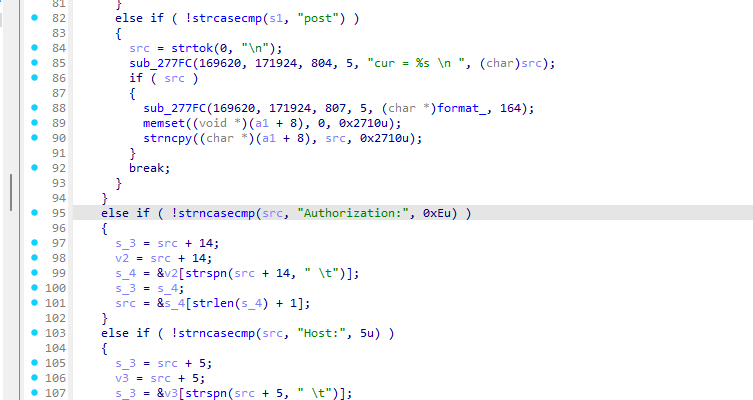 81 }
82 else if ( !strcasecmp(s1, "post") )
83 {
84 src = strtok(0, "\n");
85 sub_277FC(169620, 171924, 804, 5, "cur = %s \n ", (char)src);
86 if ( src )
87 {
88 sub_277FC(169620, 171924, 807, 5, (char *)format_, 164);
89 memset((void *)(a1 + 8), 0, 0x2710u);
90 strncpy((char *)(a1 + 8), src, 0x2710u);
91 }
92 break;
93 }
94 }
95 else if ( !strncasecmp(src, "Authorization:", 0xEu) )
96 {
97 s_3 = src + 14;
98 v2 = src + 14;
99 s_4 = &v2[strspn(src + 14, " \t")];
100 s_3 = s_4;
101 src = &s_4[strlen(s_4) + 1];
102 }
103 else if ( !strncasecmp(src, "Host:", 5u) )
104 {
105 s_3 = src + 5;
106 v3 = src + 5;
107 s_3 = &v3[strspn(src + 5, " \t")];